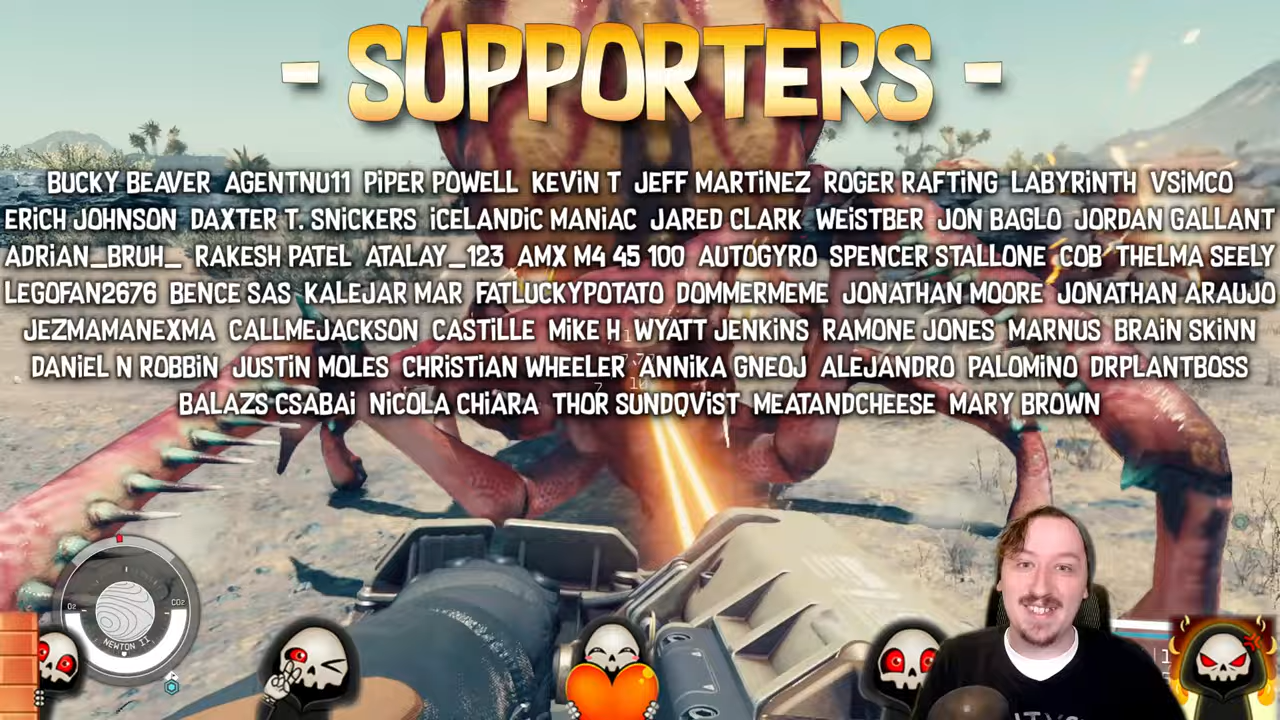 - SUPPORTERS -
BUCKY BEAVER AGENTNU11 PiPER POWELL KEViN T JEFF MARTiNEZ ROGER RAFTiNG LABYRiNTH VSiMCO
ERiCH JOHNSON DAXTER T. SNiCKERS iCELANDiC MANiAC JARED CLARK WEiSTBER JON BAGLO JORDAN GALLANT
ADRiAN_BRUH_ RAKESH PATEL ATALAY_123 AMX M4 45 100 AUTOGYRO SPENCER STALLONE COB THELMA SEELY
LEGOFAN2676 BENCE SAS KALEJAR MAR FATLUCKYPOTATO DOMMERMEME JONATHAN MOORE JONATHAN ARAUJO
JEZMAMANEXMA CALLMEJACKSON CASTiLLE MiKE H WYATT JENKiNS RAMONE JONES MARNUS BRAiN SKiNN
DANiEL N ROBBiN JUSTiN MOLES CHRiSTiAN WHEELER ANNiKA GNEOJ ALEJANDRO PALOMiNO DRPLANTBOSS
BALAZS CSABAi NiCOLA CHiARA THOR SUNDQViST MEATANDCHEESE MARY BROWN
O2 CO2
NEWTON II